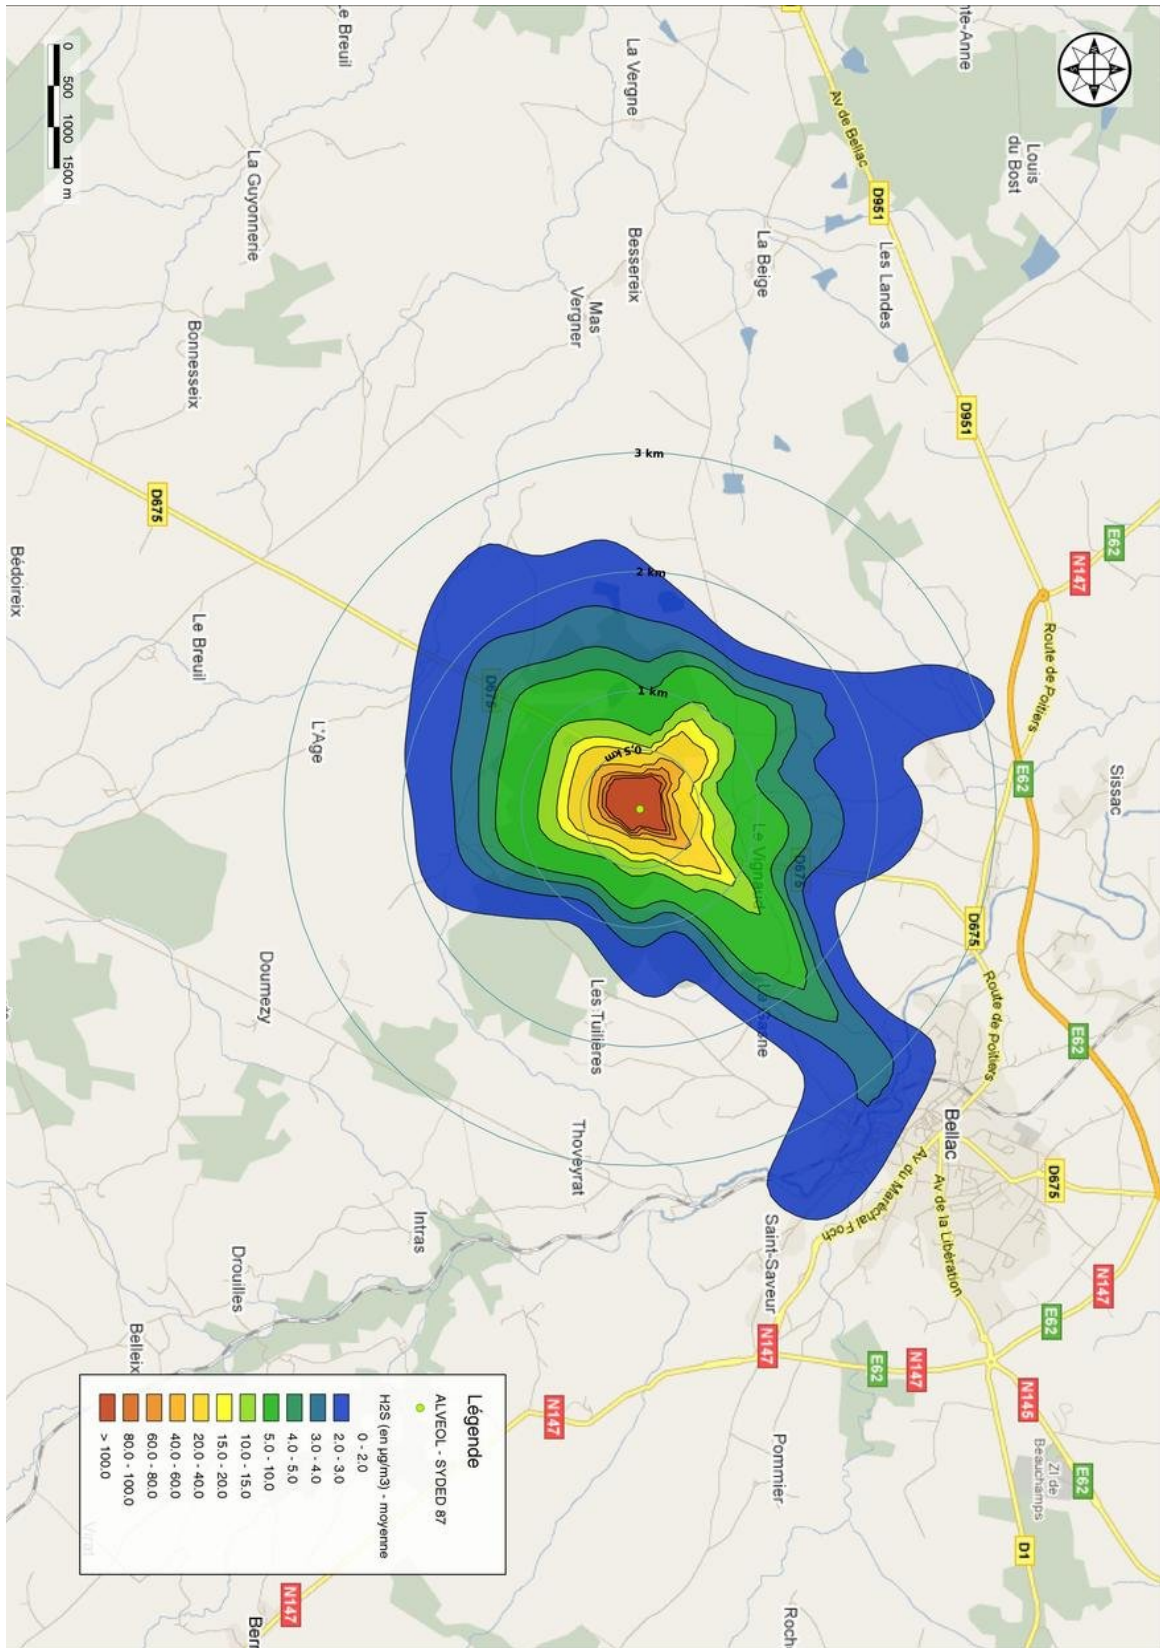 Sissac
E62
N147
E62
E62
N147
D675
N145
E62
ZI de
Beauchamps
D1
Route de Poitiers
Route de Poitiers
Louis
du Bost
D951
D675
Bellac
Av de la Libération
Av du Maréchal Foch
N147
E62
Av de Bellac
D951
Les Landes
La Beige
Le Vignaud
D675
Saint-Saveur
N147
Pommier
La Vergne
Bessereix
Mas
Vergner
3 km
2 km
1 km
0,5 km
Les Tuilières
Thoveyrat
N147
D675
Le Breuil
L'Age
Intras
La Guyonnerie
Bonnesseix
Doumezy
Drouilles
D675
Le Breuil
Bédoireix
Belleix
N147
Légende
ALVEOL - SYDED 87
H2S (en µg/m3) - moyenne
0 - 2.0
2.0 - 3.0
3.0 - 4.0
4.0 - 5.0
5.0 - 10.0
10.0 - 15.0
15.0 - 20.0
20.0 - 40.0
40.0 - 60.0
60.0 - 80.0
80.0 - 100.0
> 100.0
0 500 1000 1500 m